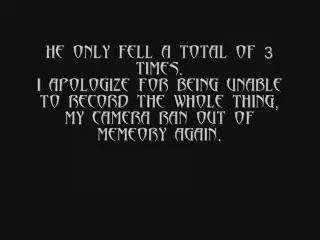 HE ONLY FELL A TOTAL OF 3
TIMES.
I APOLOGIZE FOR BEING UNABLE
TO RECORD THE WHOLE THING,
MY CAMERA RAN OUT OF
MEMEORY AGAIN.